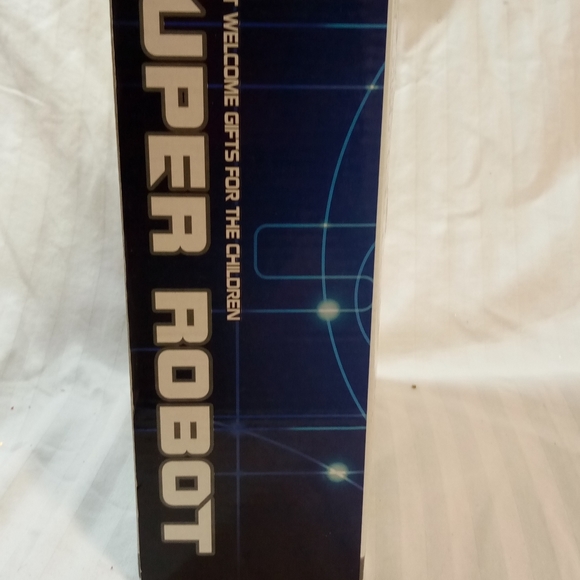 UPER ROBOT
T WELCOME GIFTS FOR THE CHILDREN